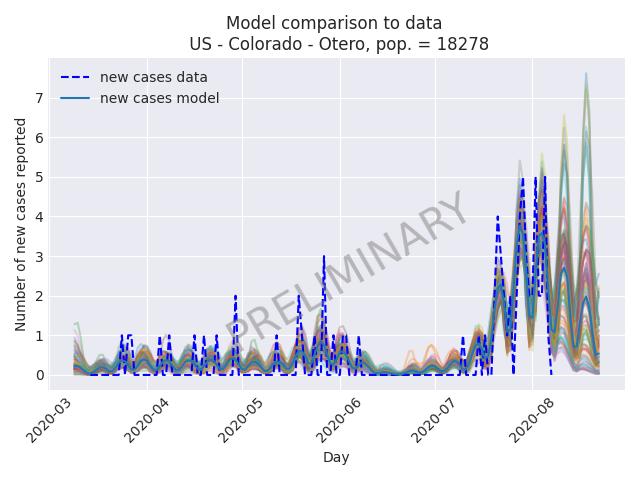 Model comparison to data
US - Colorado - Otero, pop. = 18278
new cases data
new cases model
Number of new cases reported
7
6
5
4
3
2
1
0
PRELIMINARY
2020-03
2020-04
2020-05
2020-06
2020-07
2020-08
Day